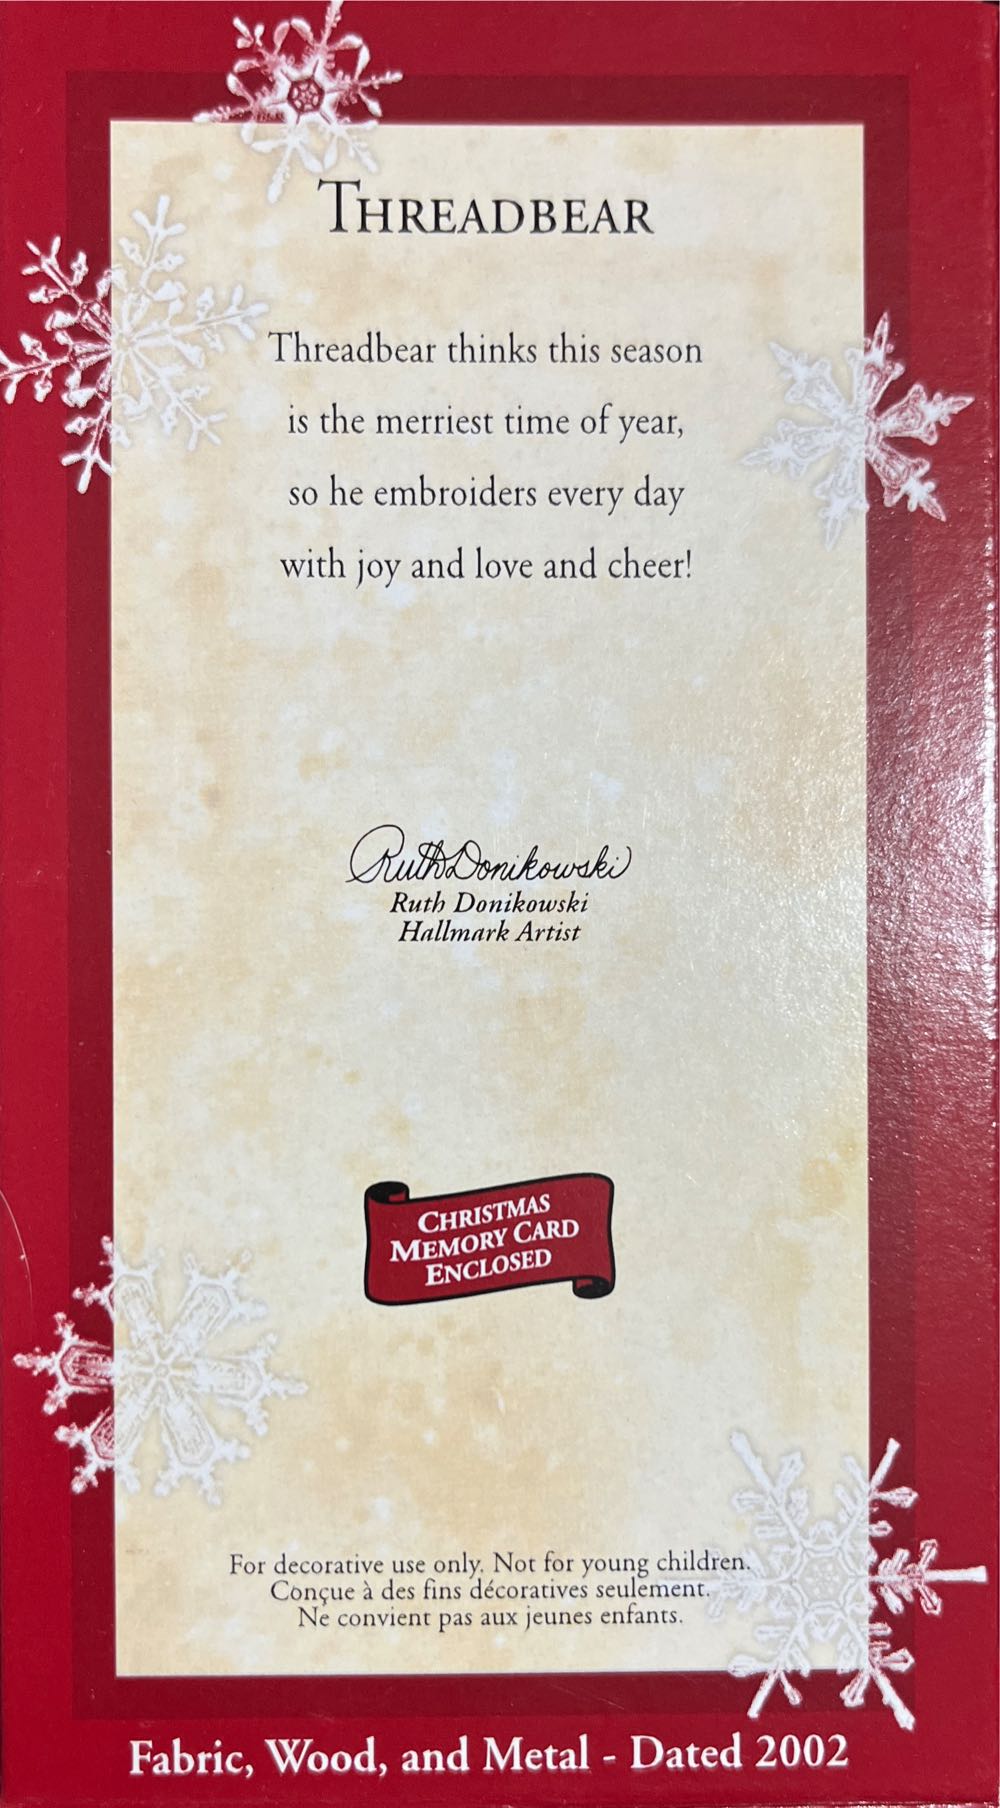 THREADBEAR
Threadbear thinks this season
is the merriest time of year,
so he embroiders every day
with joy and love and cheer!
Ruth Donikowski
Ruth Donikowski
Hallmark Artist
CHRISTMAS
MEMORY CARD
ENCLOSED
For decorative use only. Not for young children.
Conçue à des fins décoratives seulement.
Ne convient pas aux jeunes enfants.
Fabric, Wood, and Metal - Dated 2002